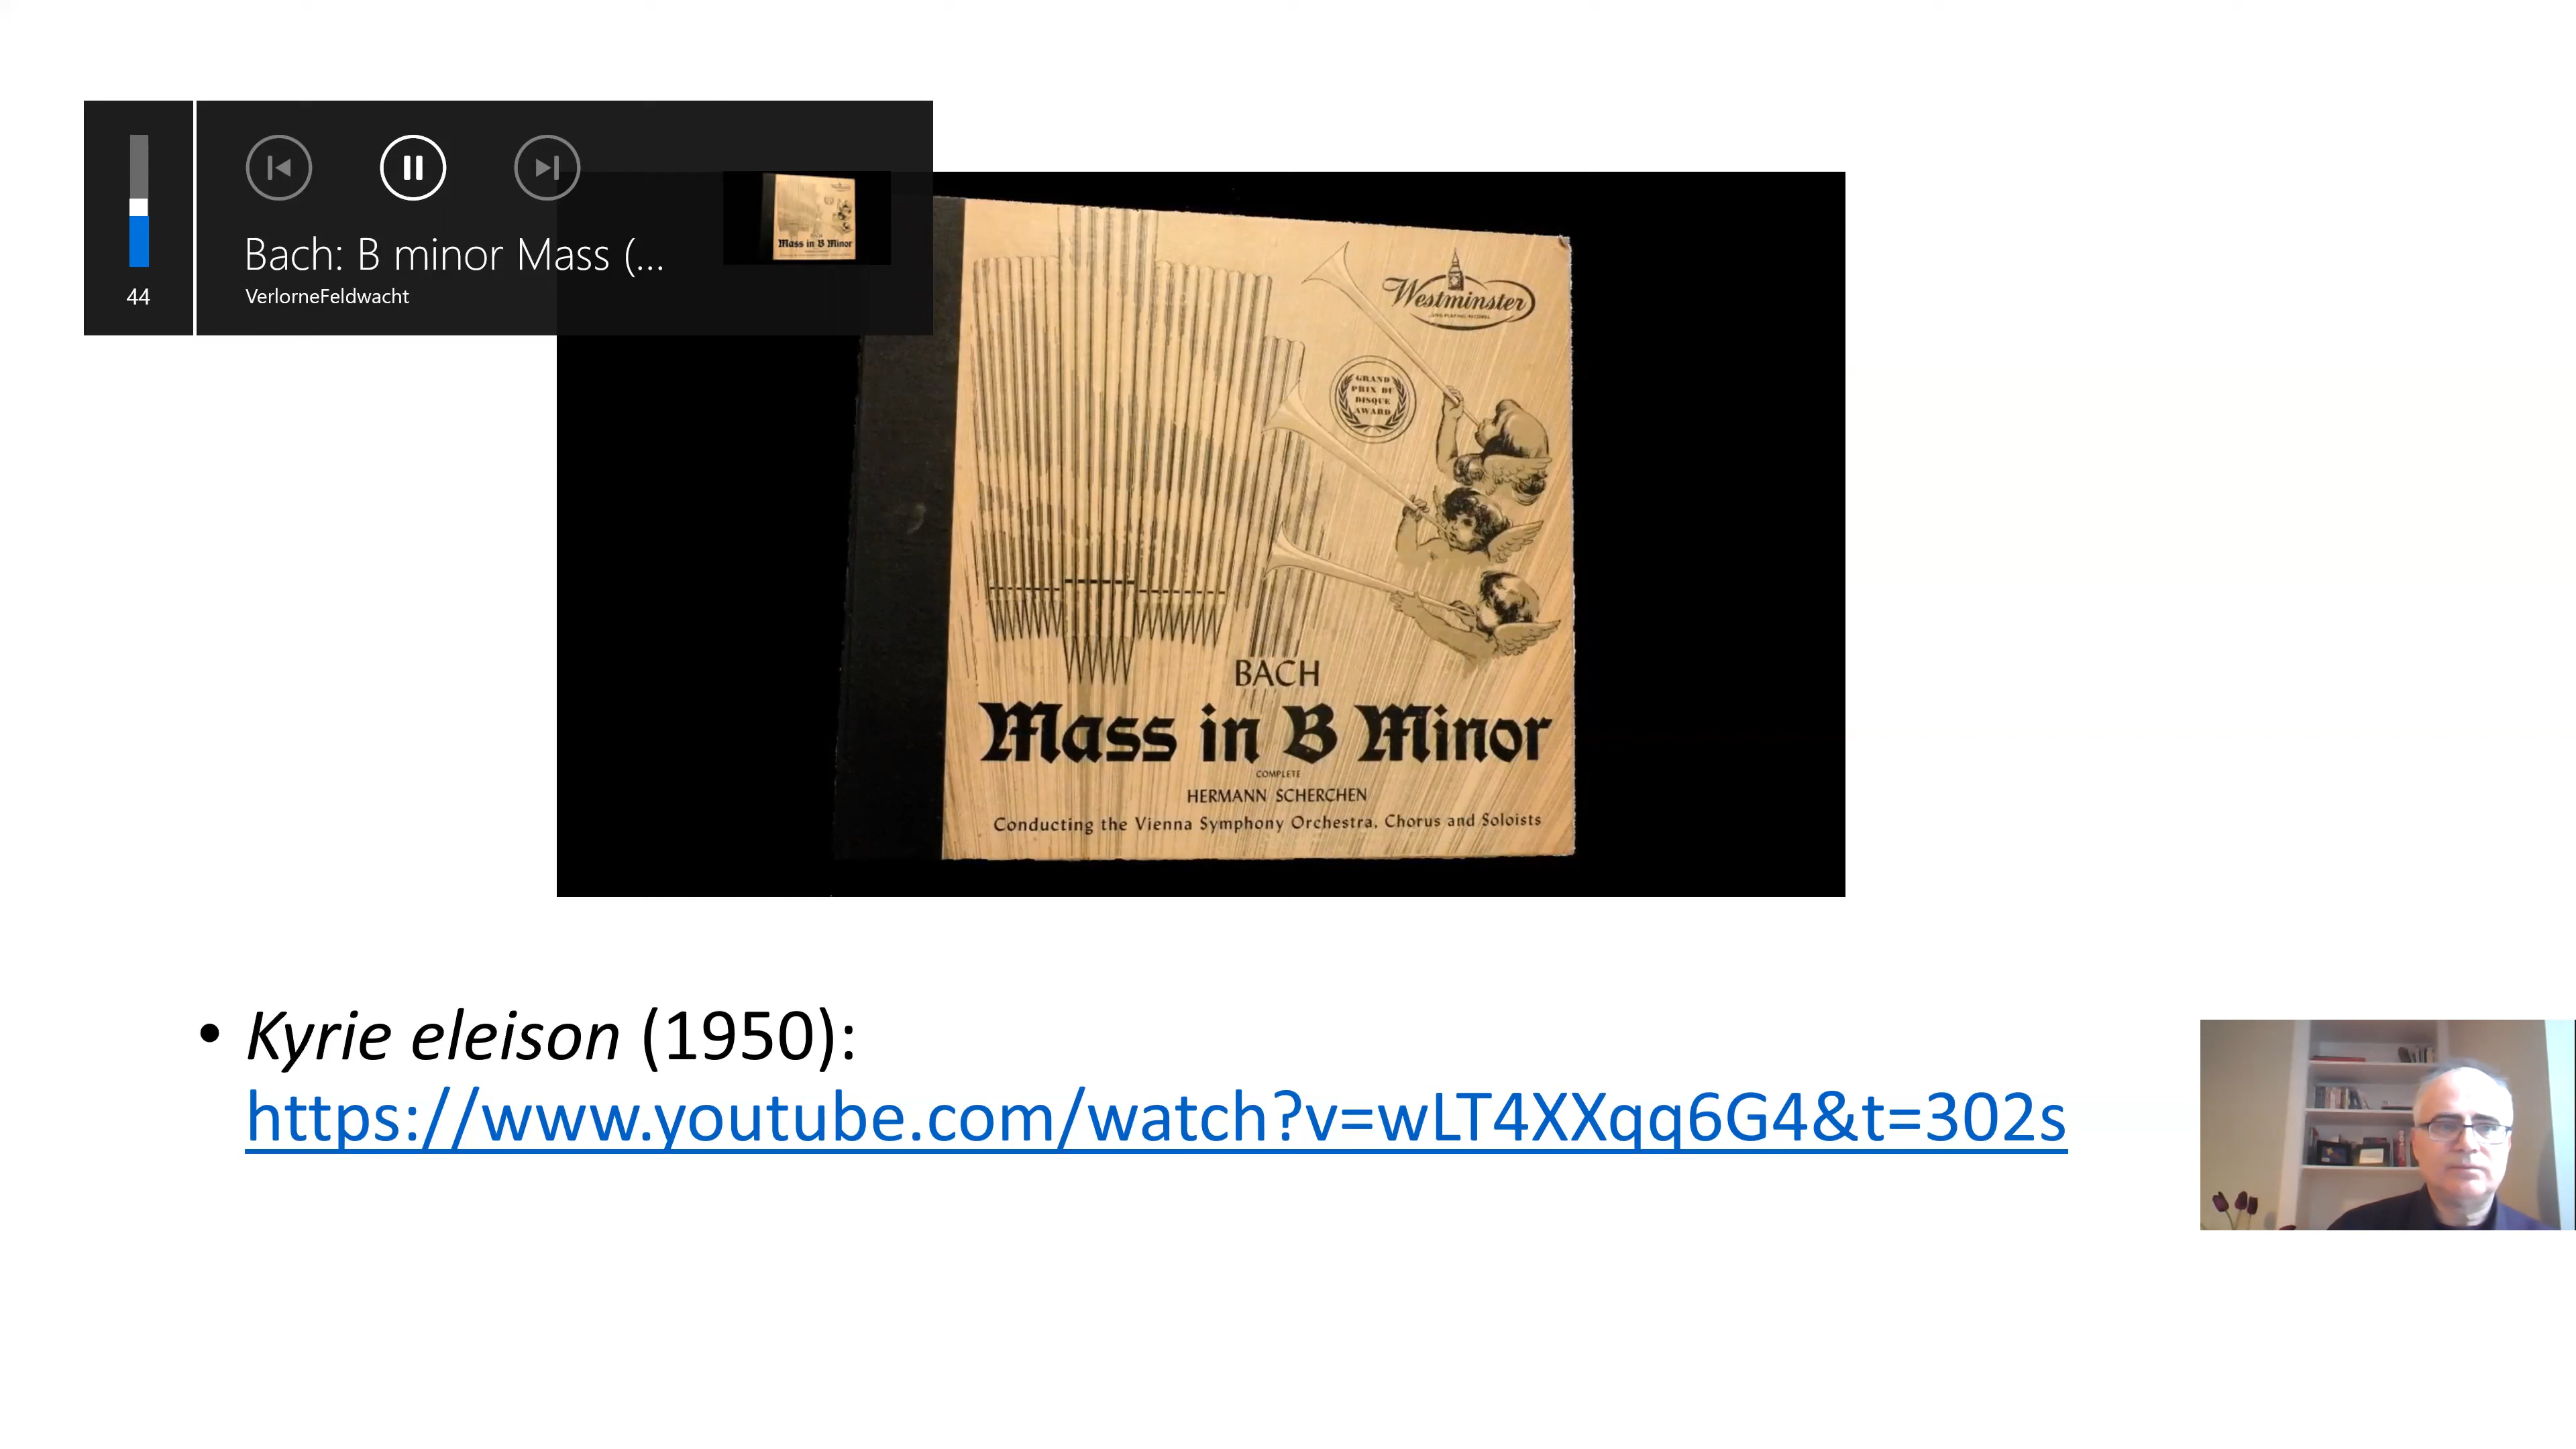 44
Bach: B minor Mass (...
VerlorneFeldwacht
Westminster
GRAND
PRIX DU
DISQUE
AWARD
BACH
Mass in B Minor
COMPLETE
HERMANN SCHERCHEN
Conducting the Vienna Symphony Orchestra, Chorus and Soloists
• Kyrie eleison (1950):
https://www.youtube.com/watch?v=wLT4XXqq6G4&t=302s